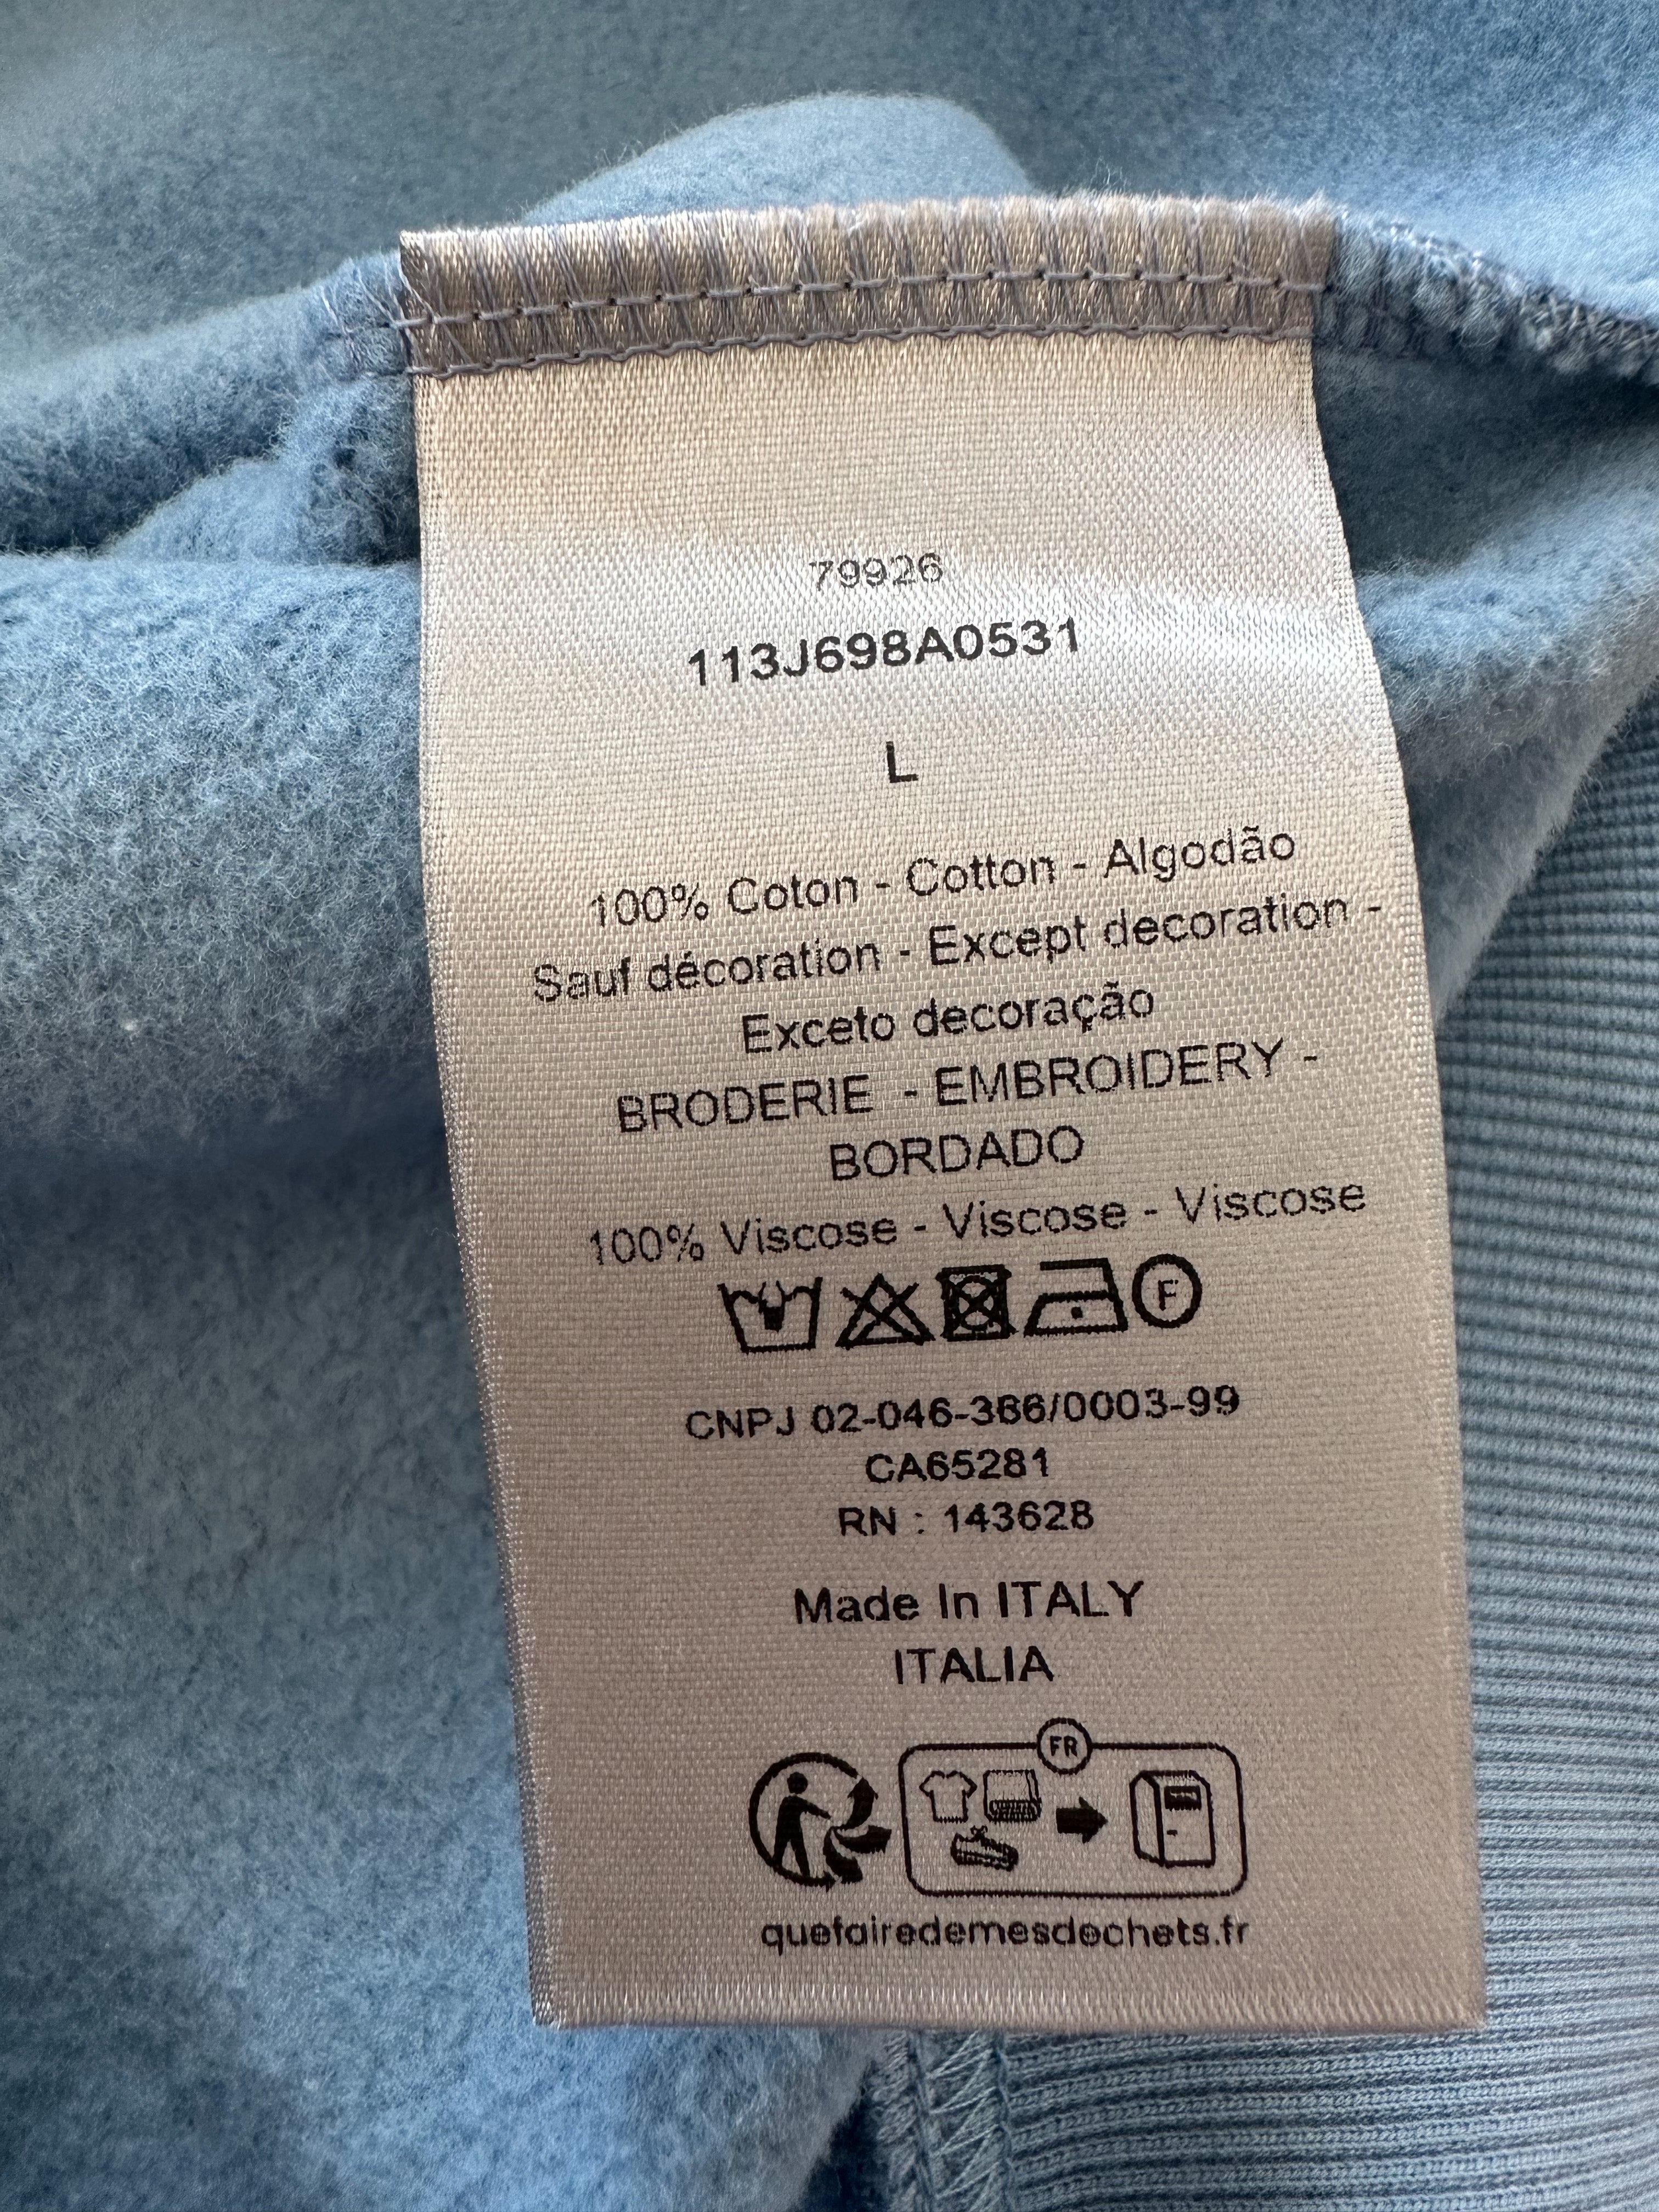 79926
113J698A0531
L
100% Coton - Cotton - Algodão
Sauf décoration - Except decoration -
Exceto decoração
BRODERIE - EMBROIDERY -
BORDADO
100% Viscose - Viscose - Viscose
F
CNPJ 02-046-366/0003-99
CA65281
RN : 143628
Made In ITALY
ITALIA
FR
quefairedemesdechets.fr